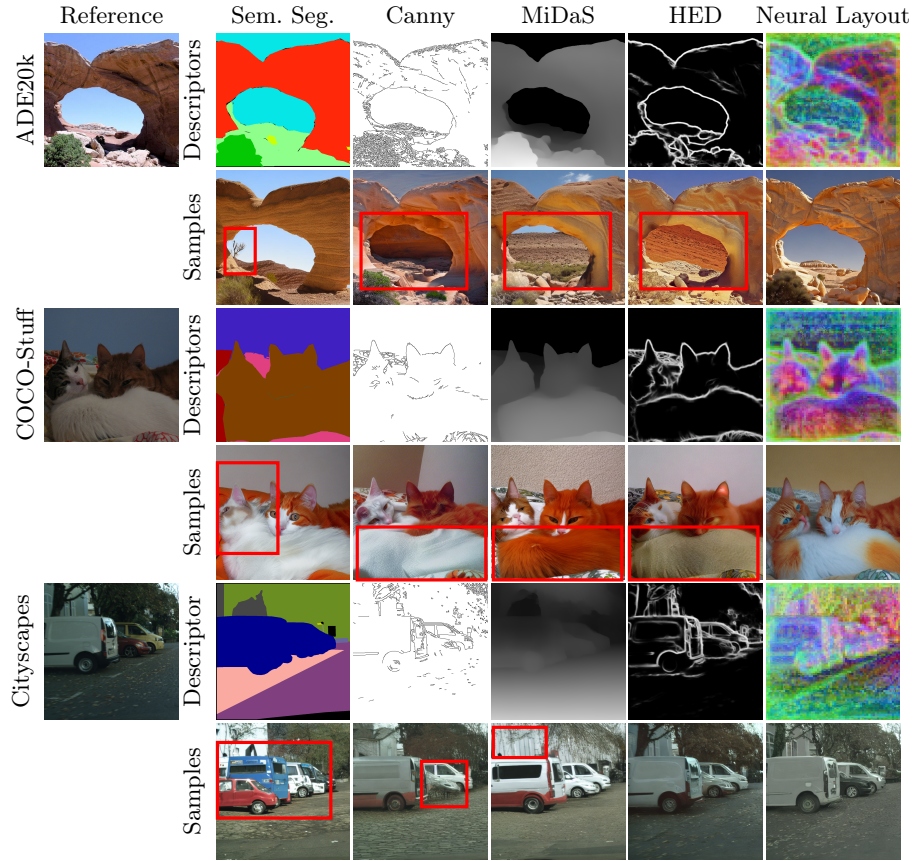 Reference Sem. Seg. Canny MiDaS HED Neural Layout
ADE20k
Descriptors
Samples
COCO-Stuff
Descriptors
Samples
Cityscapes
Descriptor
Samples